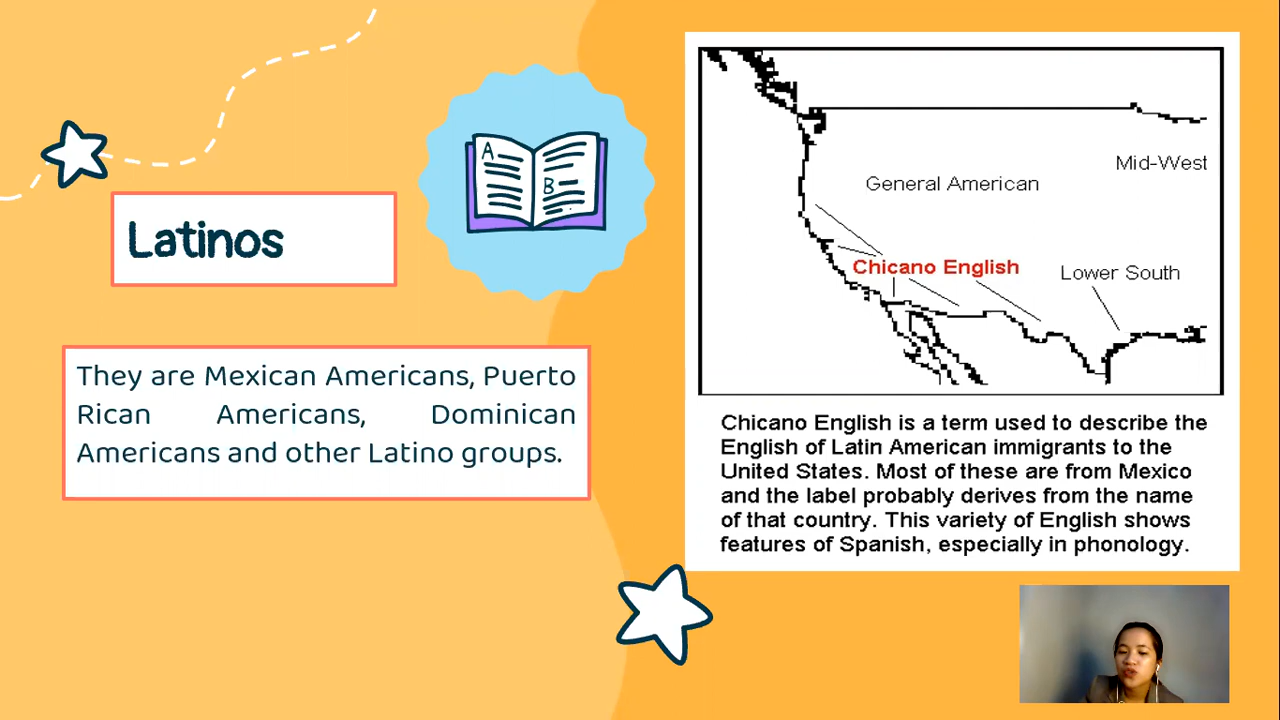 Latinos
A
B
They are Mexican Americans, Puerto
Rican Americans, Dominican
Americans and other Latino groups.
Mid-West
General American
Chicano English
Lower South
Chicano English is a term used to describe the
English of Latin American immigrants to the
United States. Most of these are from Mexico
and the label probably derives from the name
of that country. This variety of English shows
features of Spanish, especially in phonology.